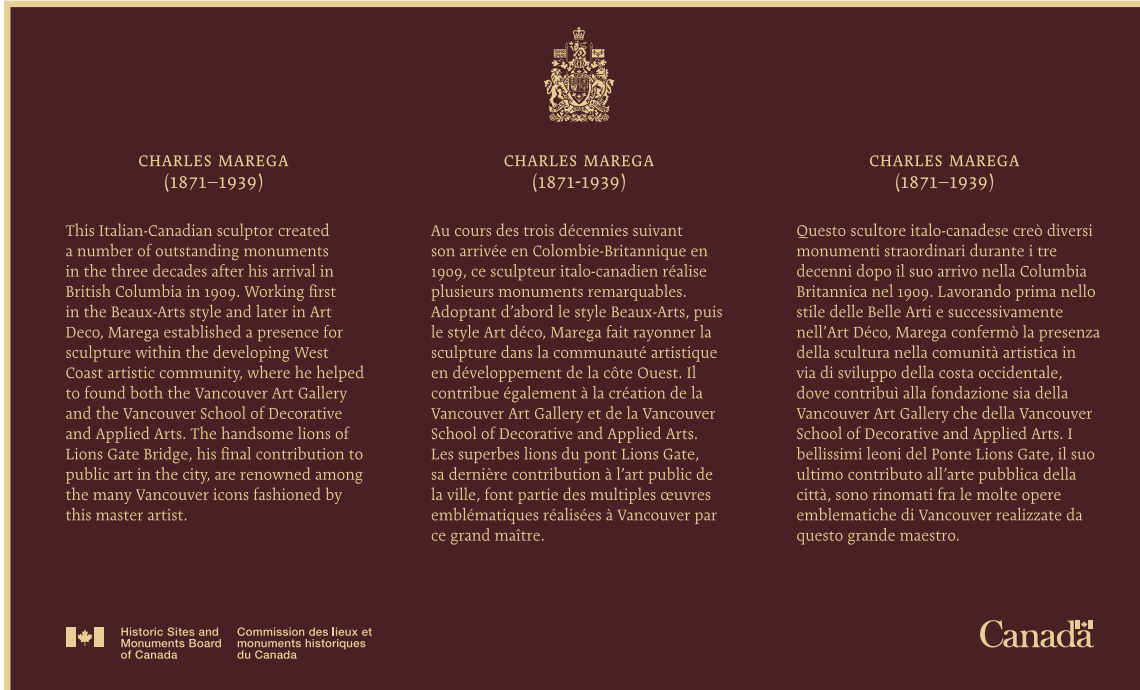 CHARLES MAREGA
(1871–1939)
This Italian-Canadian sculptor created
a number of outstanding monuments
in the three decades after his arrival in
British Columbia in 1909. Working first
in the Beaux-Arts style and later in Art
Deco, Marega established a presence for
sculpture within the developing West
Coast artistic community, where he helped
to found both the Vancouver Art Gallery
and the Vancouver School of Decorative
and Applied Arts. The handsome lions of
Lions Gate Bridge, his final contribution to
public art in the city, are renowned among
the many Vancouver icons fashioned by
this master artist.
CHARLES MAREGA
(1871-1939)
Au cours des trois décennies suivant
son arrivée en Colombie-Britannique en
1909, ce sculpteur italo-canadien réalise
plusieurs monuments remarquables.
Adoptant d’abord le style Beaux-Arts, puis
le style Art déco, Marega fait rayonner la
sculpture dans la communauté artistique
en développement de la côte Ouest. Il
contribue également à la création de la
Vancouver Art Gallery et de la Vancouver
School of Decorative and Applied Arts.
Les superbes lions du pont Lions Gate,
sa dernière contribution à l’art public de
la ville, font partie des multiples œuvres
emblématiques réalisées à Vancouver par
ce grand maître.
CHARLES MAREGA
(1871–1939)
Questo scultore italo-canadese creò diversi
monumenti straordinari durante i tre
decenni dopo il suo arrivo nella Columbia
Britannica nel 1909. Lavorando prima nello
stile delle Belle Arti e successivamente
nell’Art Déco, Marega confermò la presenza
della scultura nella comunità artistica in
via di sviluppo della costa occidentale,
dove contribuì alla fondazione sia della
Vancouver Art Gallery che della Vancouver
School of Decorative and Applied Arts. I
bellissimi leoni del Ponte Lions Gate, il suo
ultimo contributo all’arte pubblica della
città, sono rinomati fra le molte opere
emblematiche di Vancouver realizzate da
questo grande maestro.
Historic Sites and
Monuments Board
of Canada
Commission des lieux et
monuments historiques
du Canada
Canada